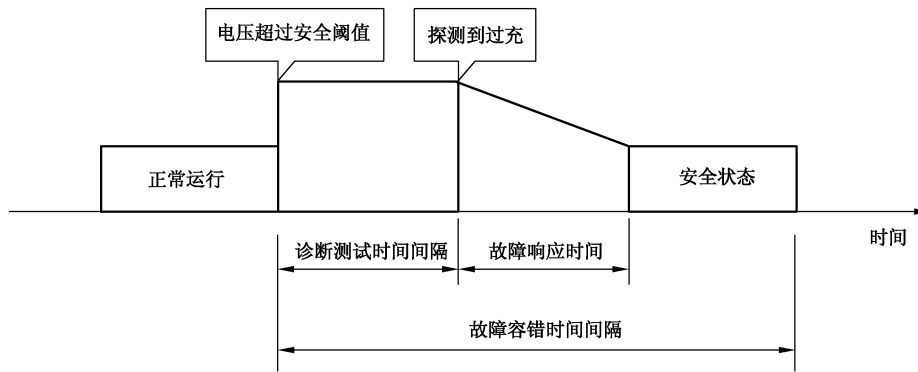 电压超过安全阈值
探测到过充
正常运行
安全状态
时间
诊断测试时间间隔
故障响应时间
故障容错时间间隔